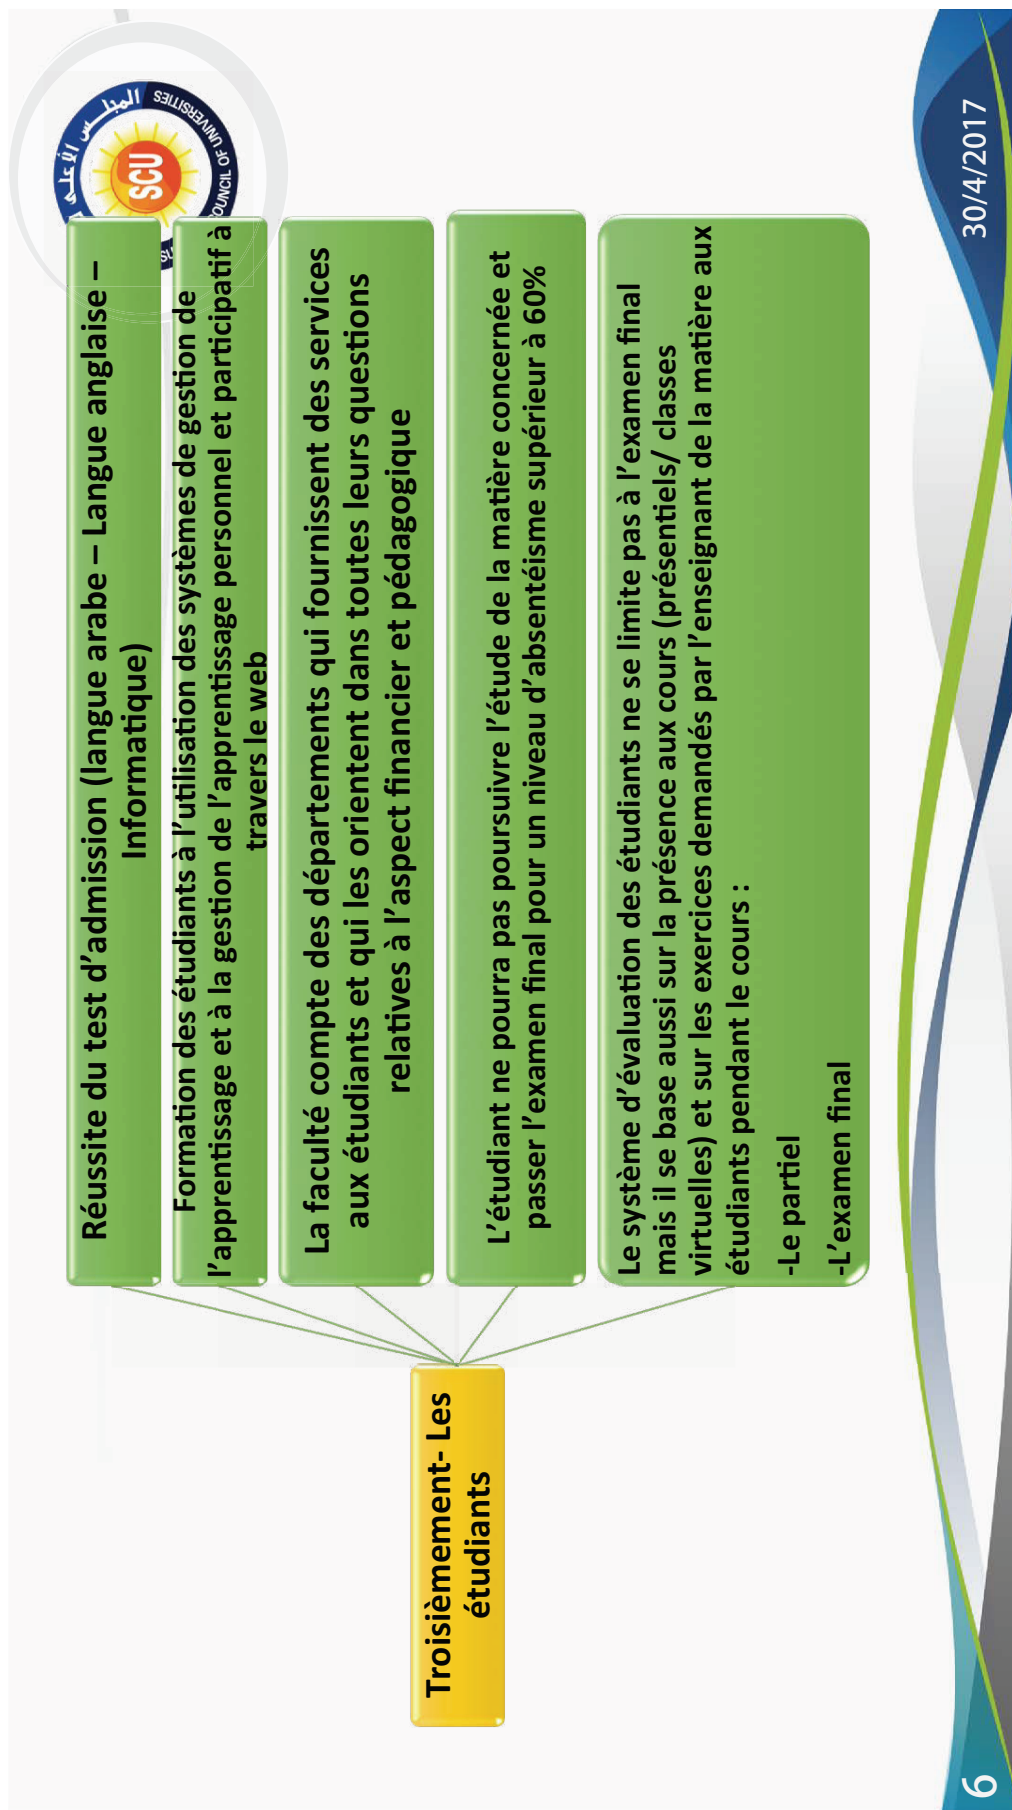 المجلس الأعلى
COUNCIL OF UNIVERSITIES
SCU
Réussite du test d’admission (langue arabe – Langue anglaise –
Informatique)
Formation des étudiants à l’utilisation des systèmes de gestion de
l’apprentissage et à la gestion de l’apprentissage personnel et participatif à
travers le web
La faculté compte des départements qui fournissent des services
aux étudiants et qui les orientent dans toutes leurs questions
relatives à l’aspect financier et pédagogique
Troisièmement- Les
étudiants
L’étudiant ne pourra pas poursuivre l’étude de la matière concernée et
passer l’examen final pour un niveau d’absentéisme supérieur à 60%
Le système d’évaluation des étudiants ne se limite pas à l’examen final
mais il se base aussi sur la présence aux cours (présentiels/ classes
virtuelles) et sur les exercices demandés par l’enseignant de la matière aux
étudiants pendant le cours :
-Le partiel
-L’examen final
6
30/4/2017